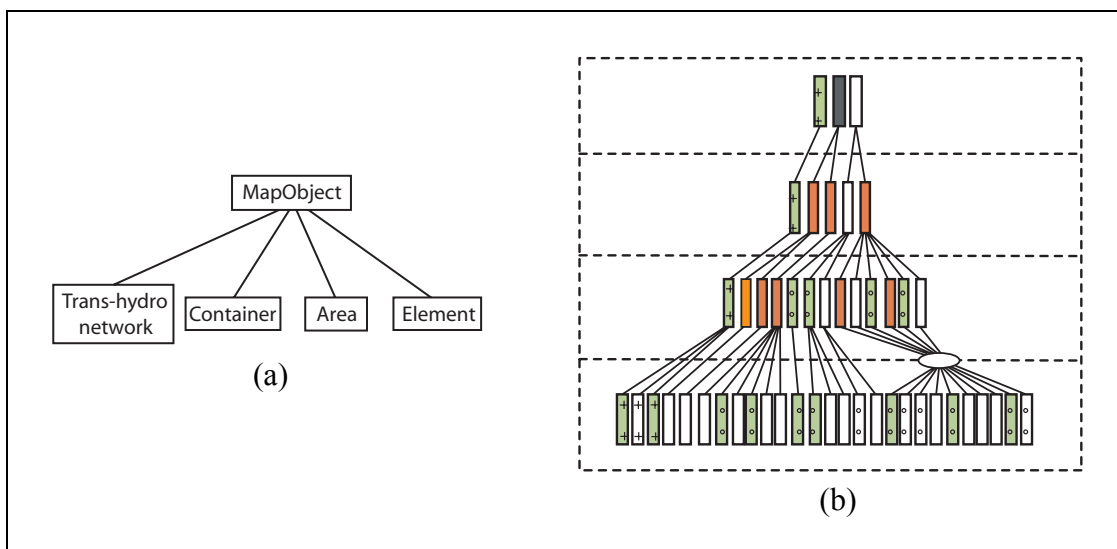 MapObject
Trans-hydro
network
Container
Area
Element
(a)
(b)